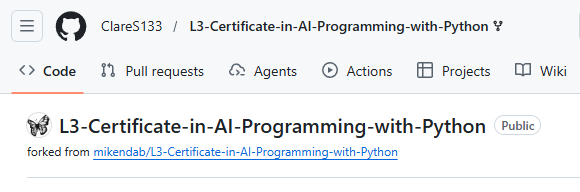 ClareS133 / L3-Certificate-in-AI-Programming-with-Python
Code Pull requests Agents Actions Projects Wiki
L3-Certificate-in-AI-Programming-with-Python Public
forked from mikendab/L3-Certificate-in-AI-Programming-with-Python